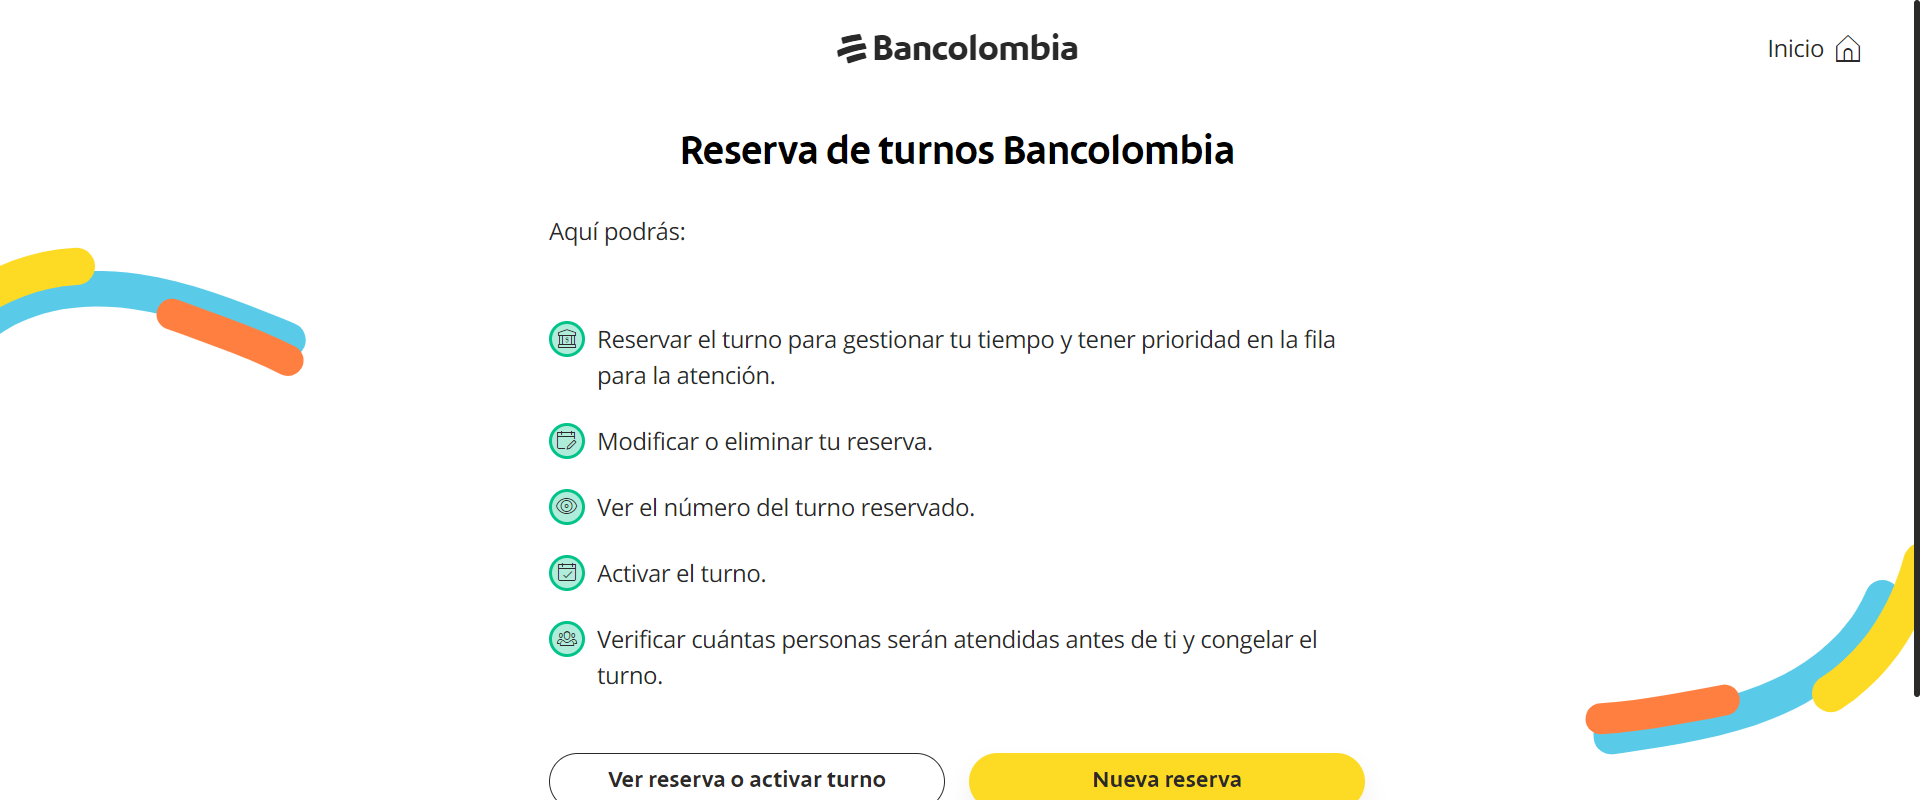 Bancolombia
Inicio
Reserva de turnos Bancolombia
Aquí podrás:
Reservar el turno para gestionar tu tiempo y tener prioridad en la fila
para la atención.
Modificar o eliminar tu reserva.
Ver el número del turno reservado.
Activar el turno.
Verificar cuántas personas serán atendidas antes de ti y congelar el
turno.
Ver reserva o activar turno
Nueva reserva